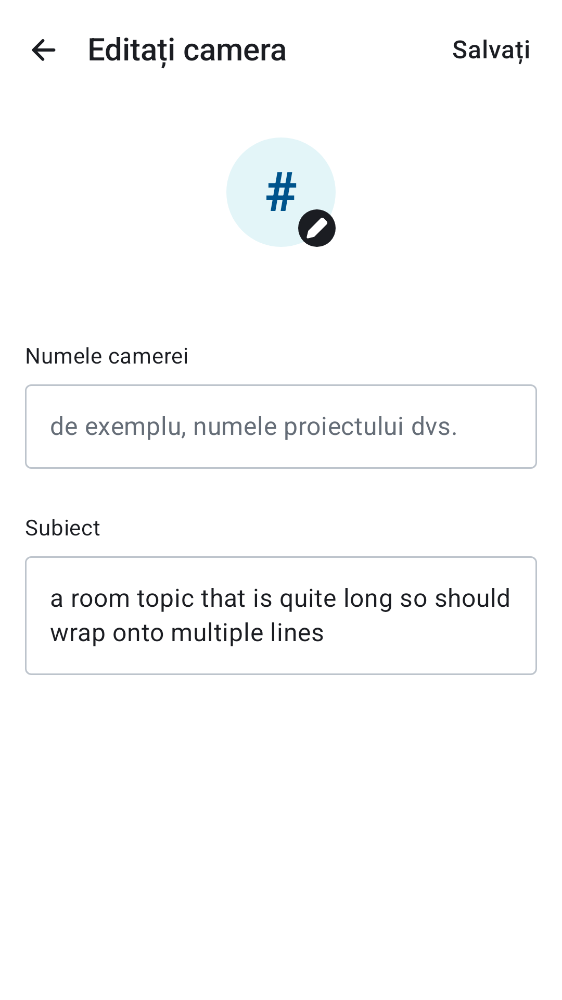 Editați camera
Salvați
#
Numele camerei
de exemplu, numele proiectului dvs.
Subiect
a room topic that is quite long so should
wrap onto multiple lines